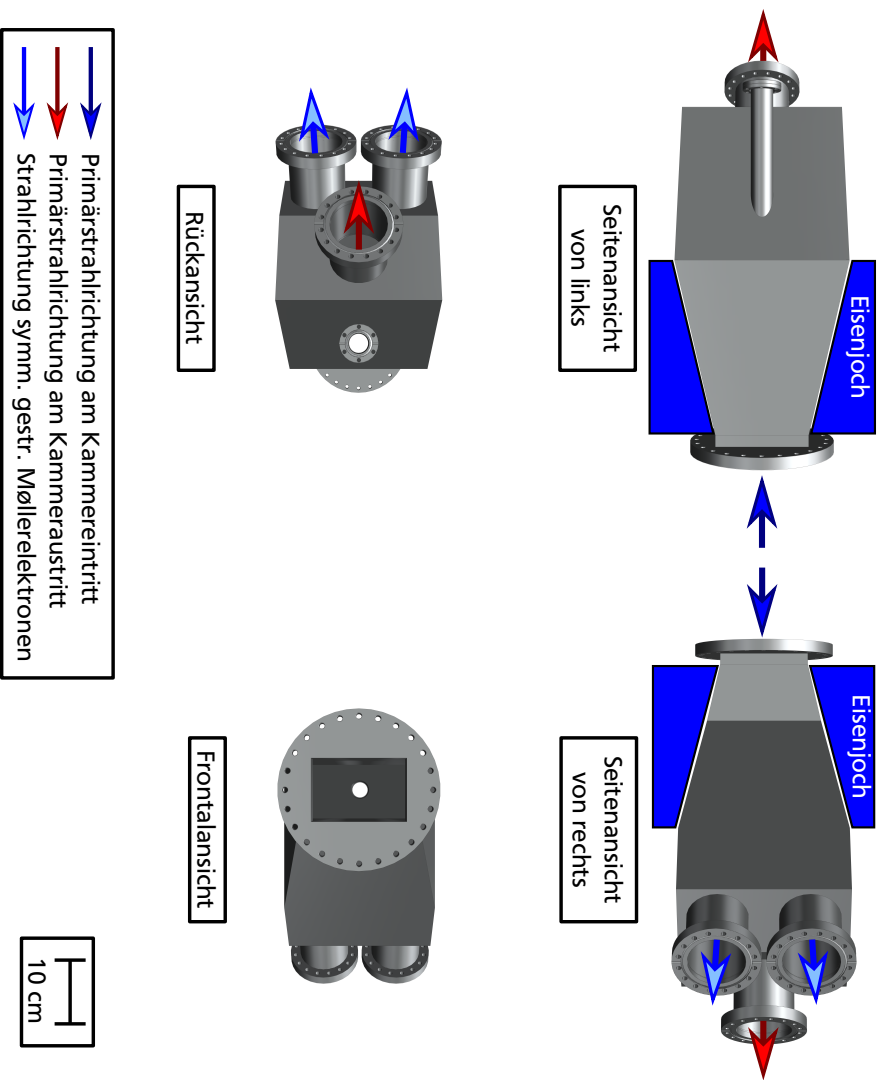 Eisenjoch
Eisenjoch
Seitenansicht
von links
Seitenansicht
von rechts
Rückansicht
Frontalansicht
Primärstrahlrichtung am Kammereintritt
Primärstrahlrichtung am Kammeraustritt
Strahlrichtung symm. gestr. Møllerelektronen
10 cm